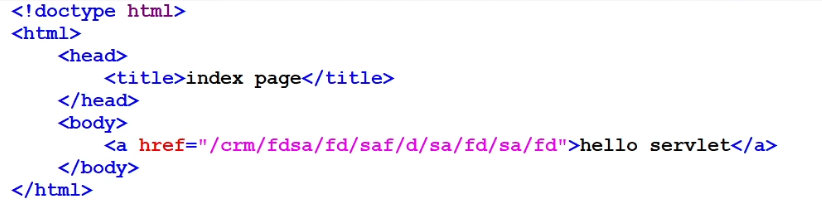 <!doctype html>
<html>
<head>
<title>index page</title>
</head>
<body>
<a href="/crm/fdsa/fd/saf/d/sa/fd/sa/fd">hello servlet</a>
</body>
</html>